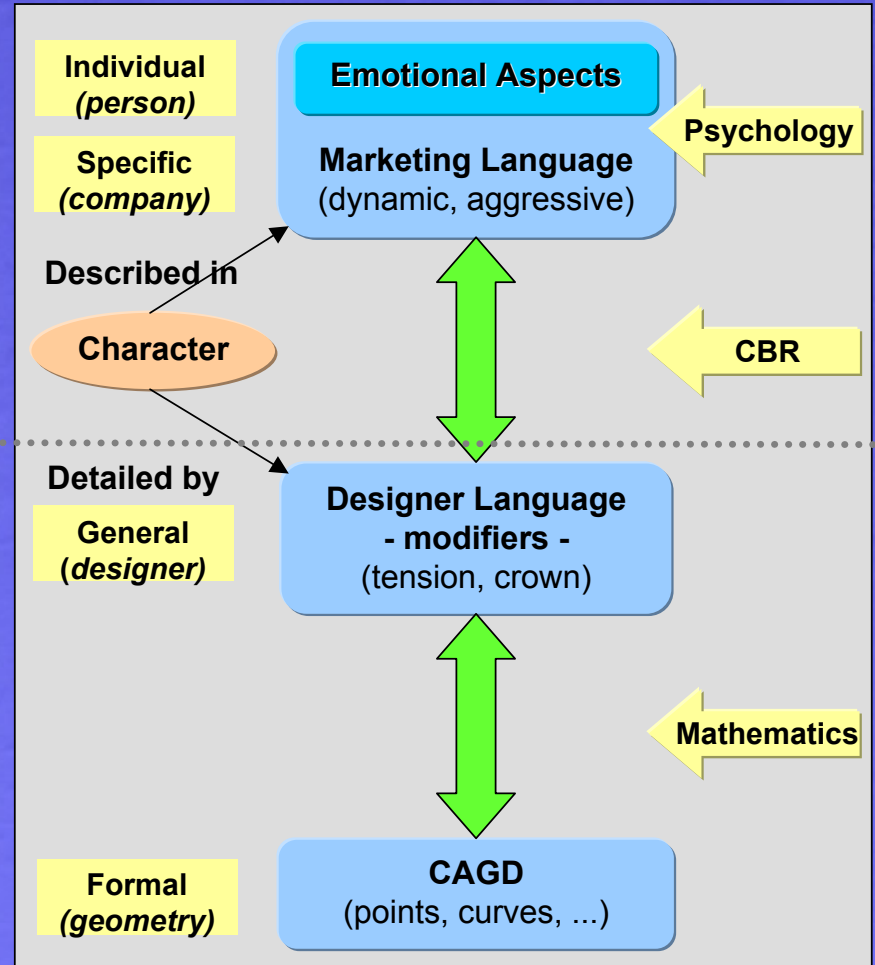 Individual
(person)
Emotional Aspects
Psychology
Specific
(company)
Marketing Language
(dynamic, aggressive)
Described in
Character
CBR
Detailed by
General
(designer)
Designer Language
- modifiers -
(tension, crown)
Mathematics
Formal
(geometry)
CAGD
(points, curves, ...)